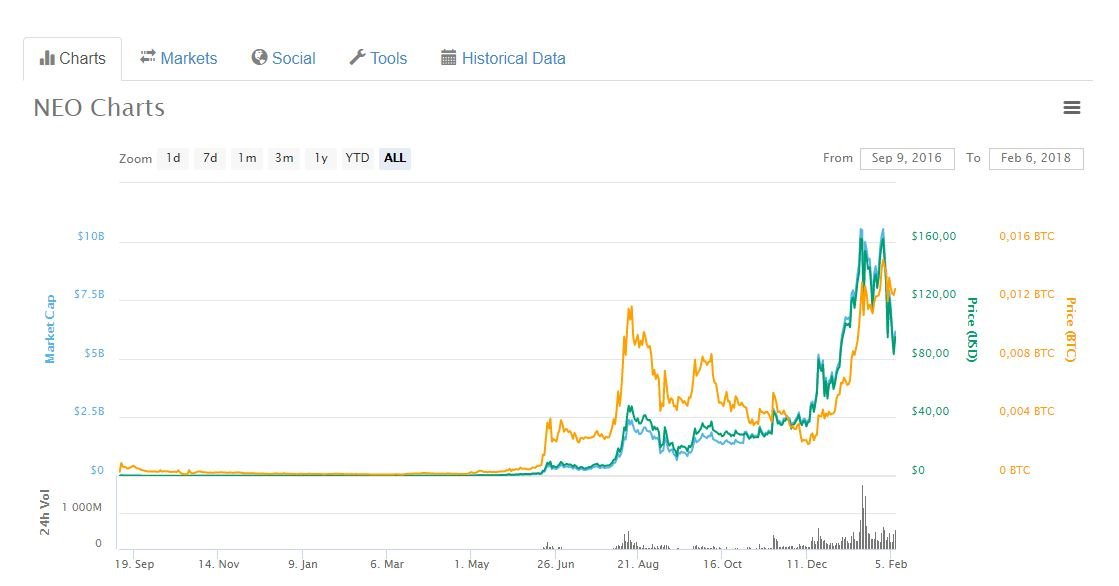 Charts Markets Social Tools Historical Data
NEO Charts
Zoom 1d 7d 1m 3m 1y YTD ALL From Sep 9, 2016 To Feb 6, 2018
$10B $160,00 0,016 BTC
$7.5B $120,00 0,012 BTC
$5B $80,00 0,008 BTC
$2.5B $40,00 0,004 BTC
$0 $0 0 BTC
Market Cap
Price (USD)
Price (BTC)
24h Vol
1 000M
0
19. Sep 14. Nov 9. Jan 6. Mar 1. May 26. Jun 21. Aug 16. Oct 11. Dec 5. Feb